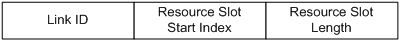 Link ID
Resource Slot
Start Index
Resource Slot
Length